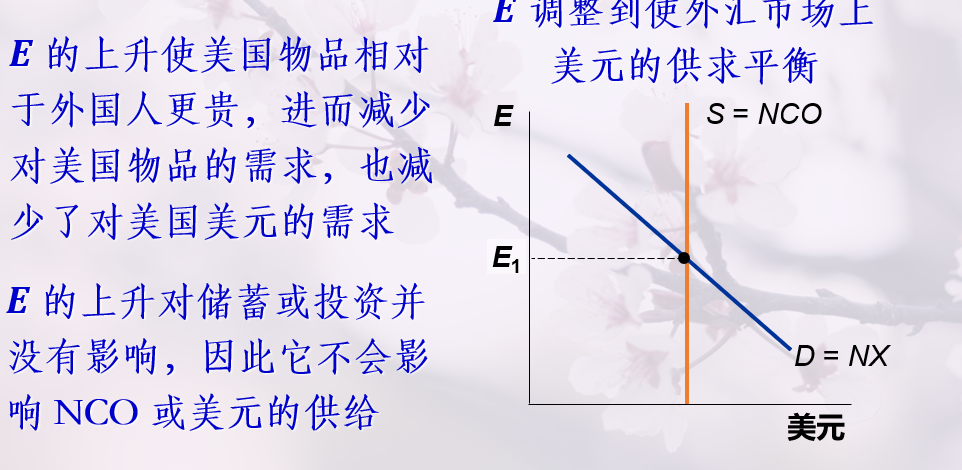 E 的上升使美国物品相对
于外国人更贵，进而减少
对美国物品的需求，也减
少了对美国美元的需求
E 的上升对储蓄或投资并
没有影响，因此它不会影
响 NCO 或美元的供给
E 调整到使外汇市场上
美元的供求平衡
E
S = NCO
E1
D = NX
美元